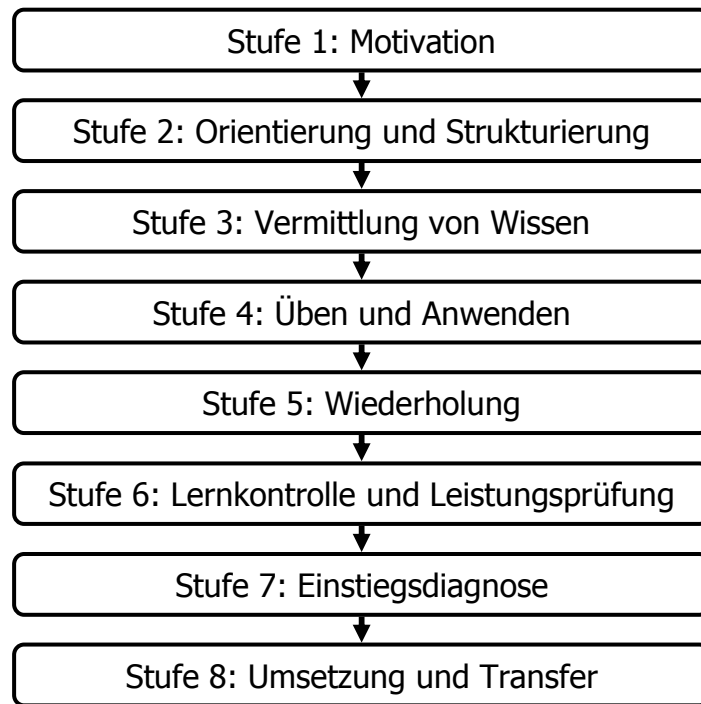 Stufe 1: Motivation
Stufe 2: Orientierung und Strukturierung
Stufe 3: Vermittlung von Wissen
Stufe 4: Üben und Anwenden
Stufe 5: Wiederholung
Stufe 6: Lernkontrolle und Leistungsprüfung
Stufe 7: Einstiegsdiagnose
Stufe 8: Umsetzung und Transfer